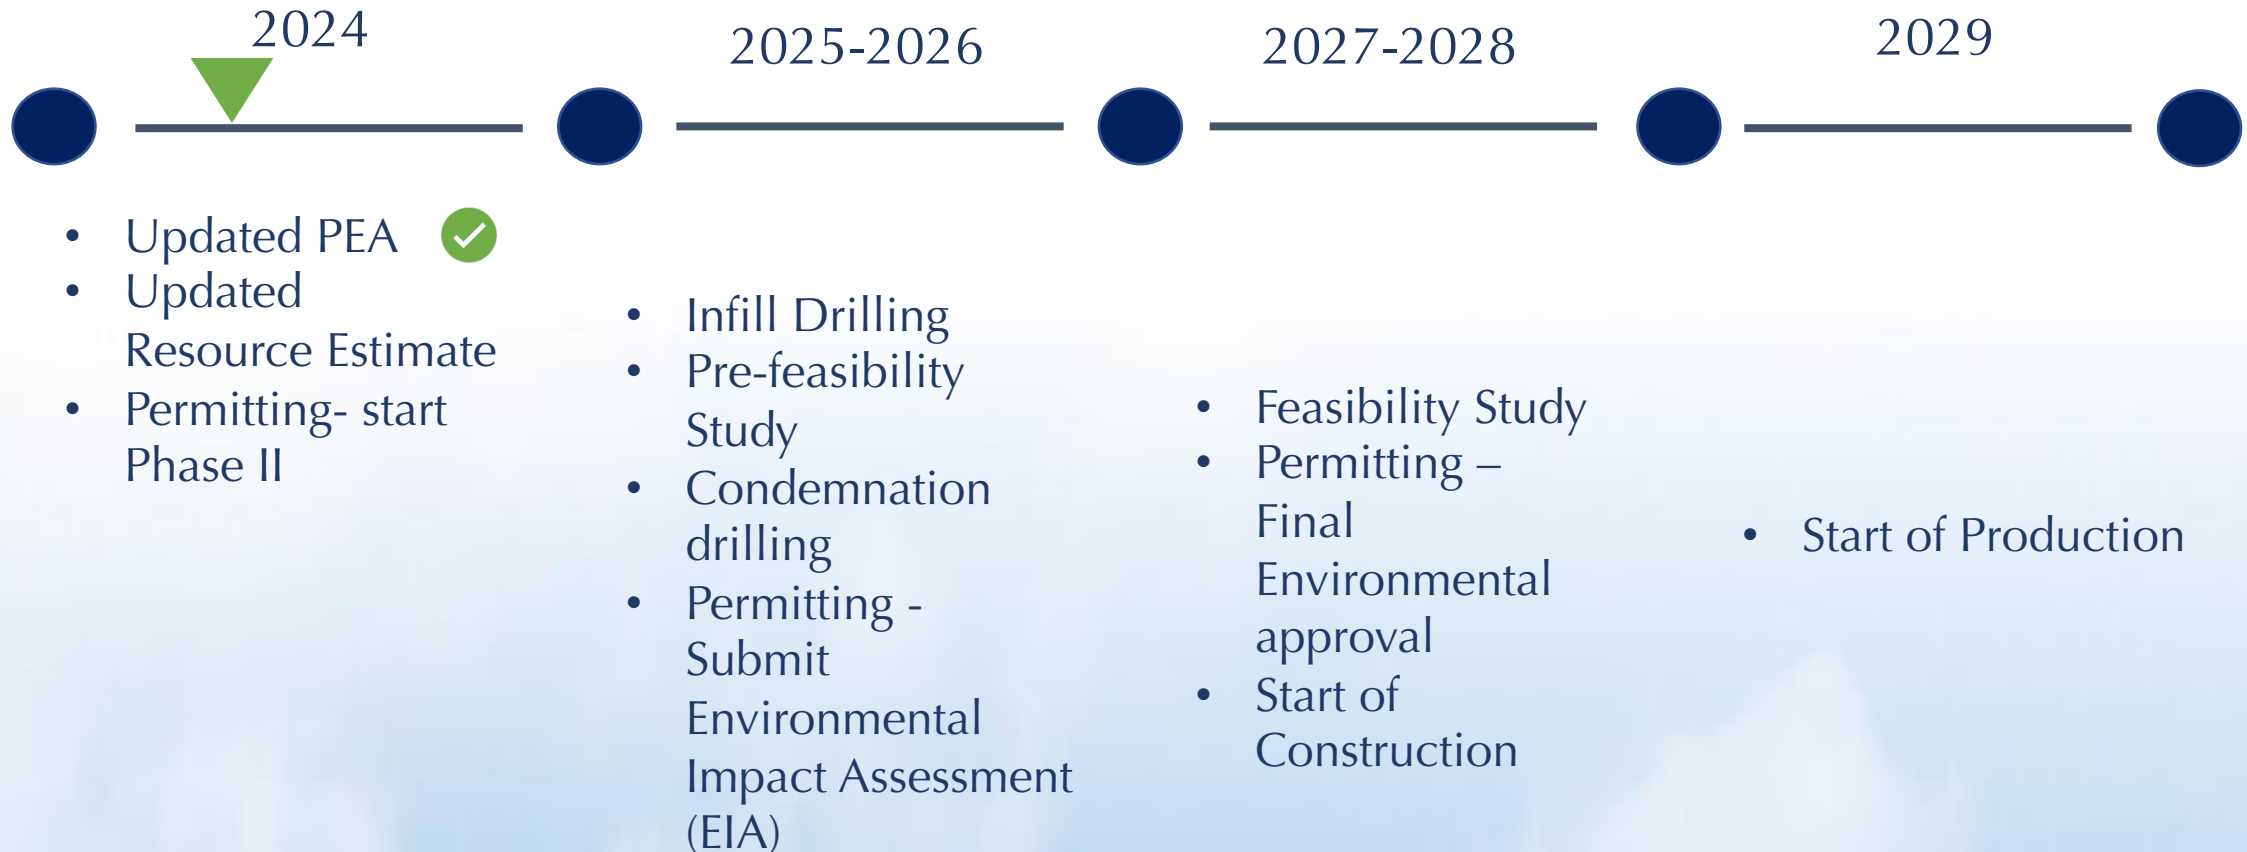 2024
2025-2026
2027-2028
2029
• Updated PEA
• Updated
Resource Estimate
• Permitting- start
Phase II
• Infill Drilling
• Pre-feasibility
Study
• Condemnation
drilling
• Permitting -
Submit
Environmental
Impact Assessment
(EIA)
• Feasibility Study
• Permitting –
Final
Environmental
approval
• Start of
Construction
• Start of Production